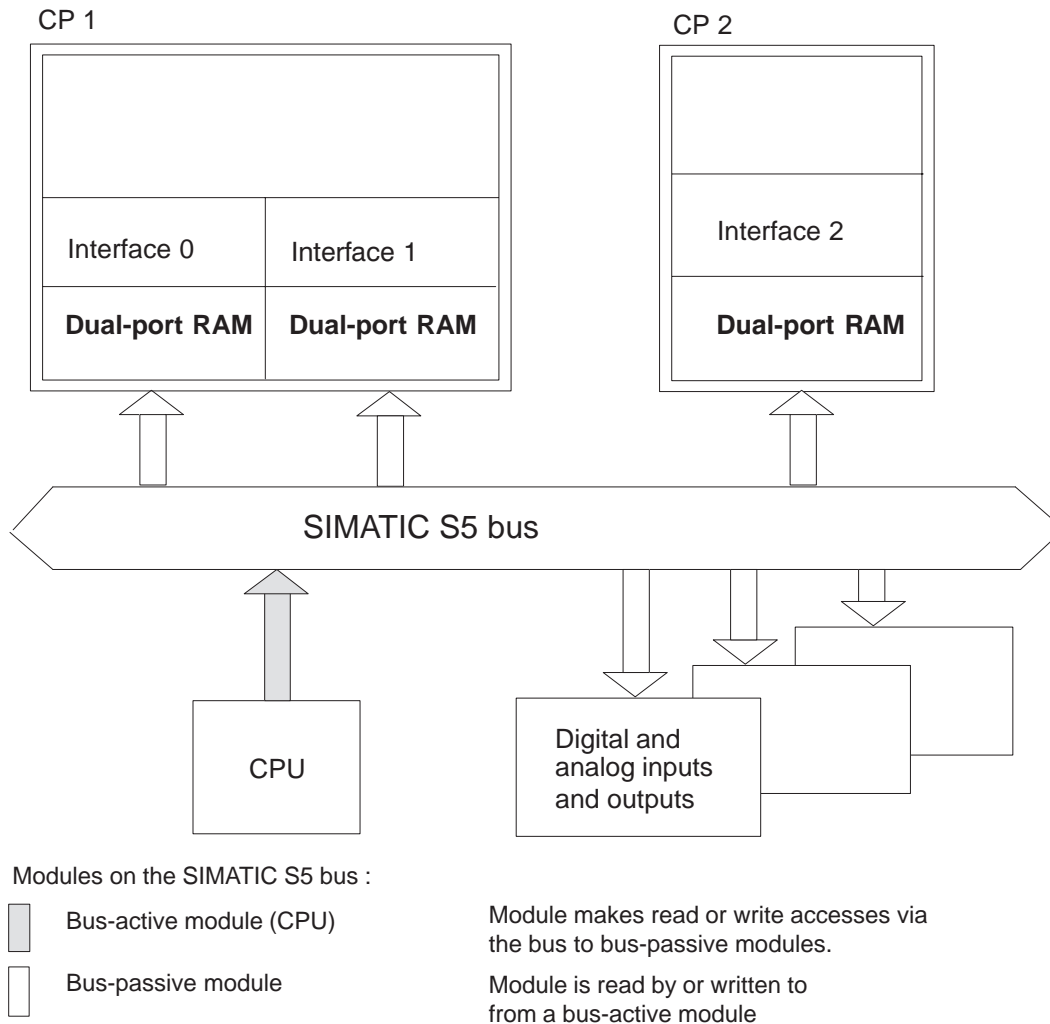 CP 1
CP 2
Interface 0
Interface 1
Interface 2
Dual-port RAM
Dual-port RAM
Dual-port RAM
SIMATIC S5 bus
CPU
Digital and
analog inputs
and outputs
Modules on the SIMATIC S5 bus :
Bus-active module (CPU)
Module makes read or write accesses via
the bus to bus-passive modules.
Bus-passive module
Module is read by or written to
from a bus-active module